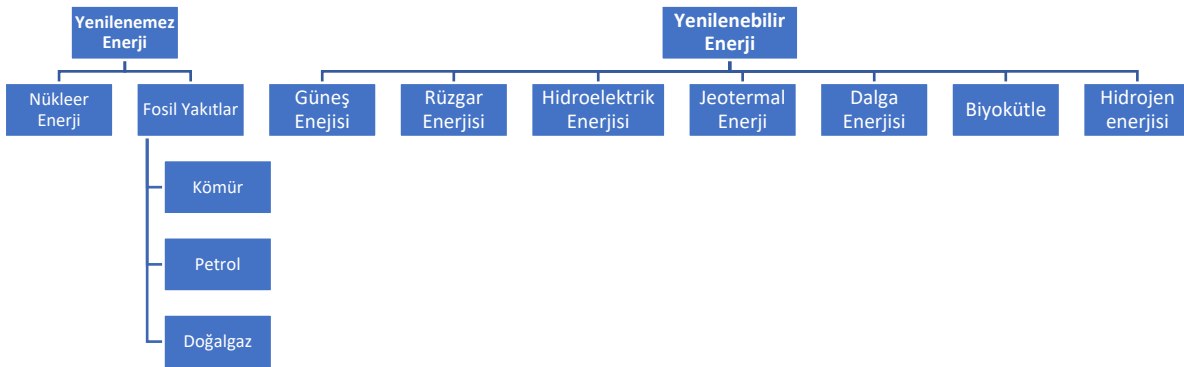 Yenilenemez
Enerji
Yenilenebilir
Enerji
Nükleer
Enerji
Fosil Yakıtlar
Güneş
Enejisi
Rüzgar
Enerjisi
Hidroelektrik
Enerjisi
Jeotermal
Enerji
Dalga
Enerjisi
Biyokütle
Hidrojen
enerjisi
Kömür
Petrol
Doğalgaz